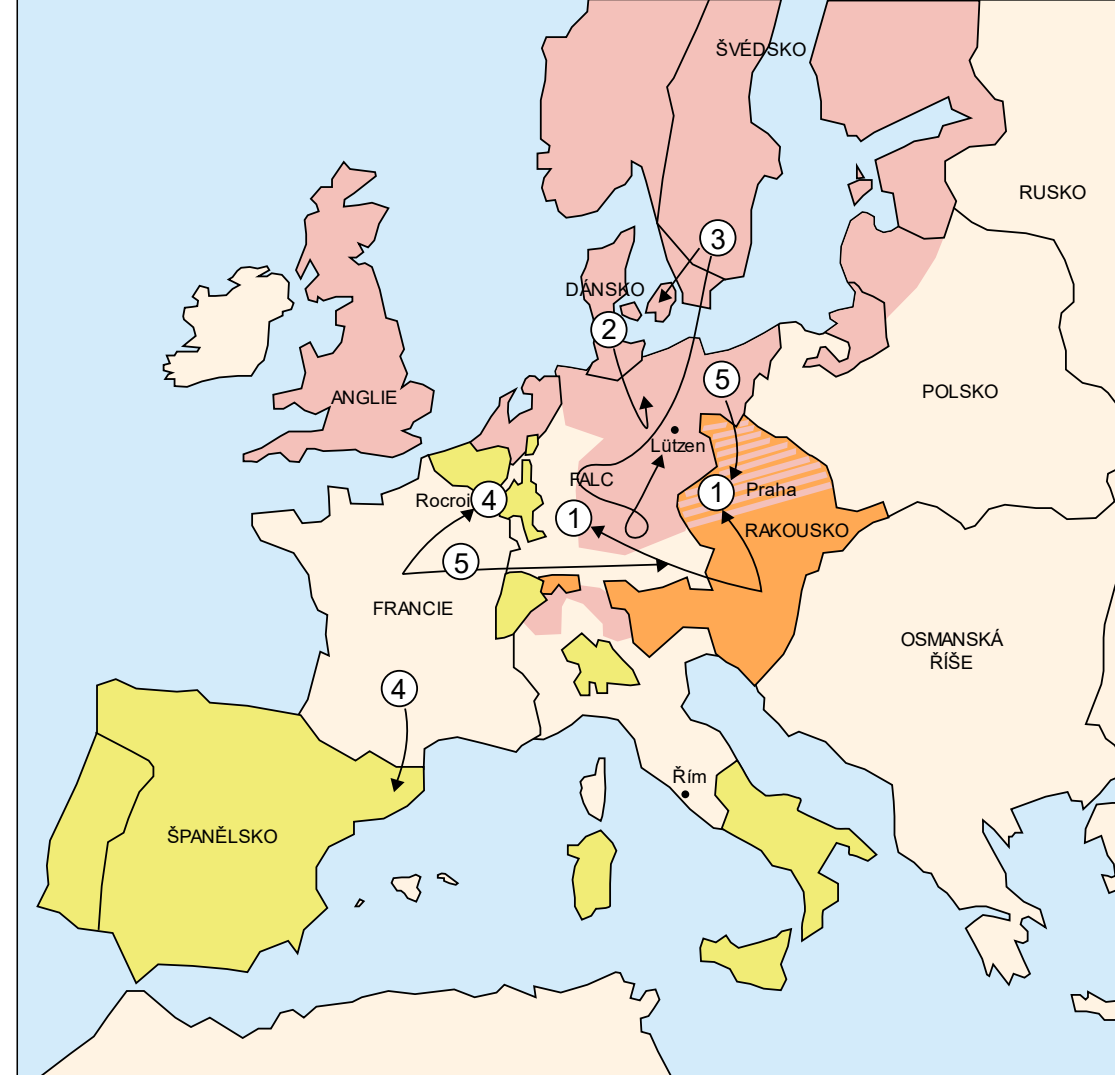 ŠVÉDSKO
RUSKO
3
DÁNSKO
2
5
POLSKO
ANGLIE
Lützen
FALC
Praha
1
Rocroi
4
1
RAKOUSKO
5
FRANCIE
OSMANSKÁ
ŘÍŠE
4
Řím
ŠPANĚLSKO